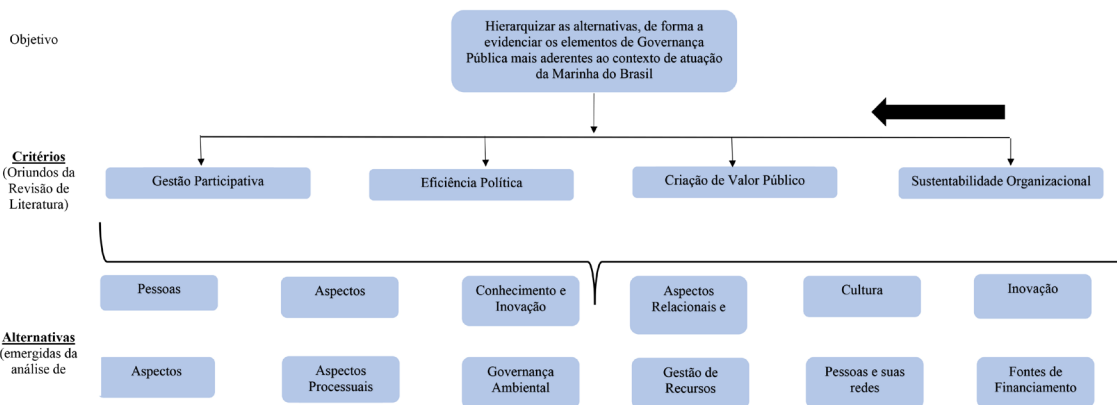 Objetivo
Hierarquizar as alternativas, de forma a
evidenciar os elementos de Governança
Pública mais aderentes ao contexto de atuação
da Marinha do Brasil
Critérios
(Oriundos da
Revisão de
Literatura)
Gestão Participativa
Eficiência Política
Criação de Valor Público
Sustentabilidade Organizacional
Pessoas
Aspectos
Conhecimento e
Inovação
Aspectos
Relacionais e
Cultura
Inovação
Alternativas
(emergidas da
análise de
Aspectos
Aspectos
Processuais
Governança
Ambiental
Gestão de
Recursos
Pessoas e suas
redes
Fontes de
Financiamento